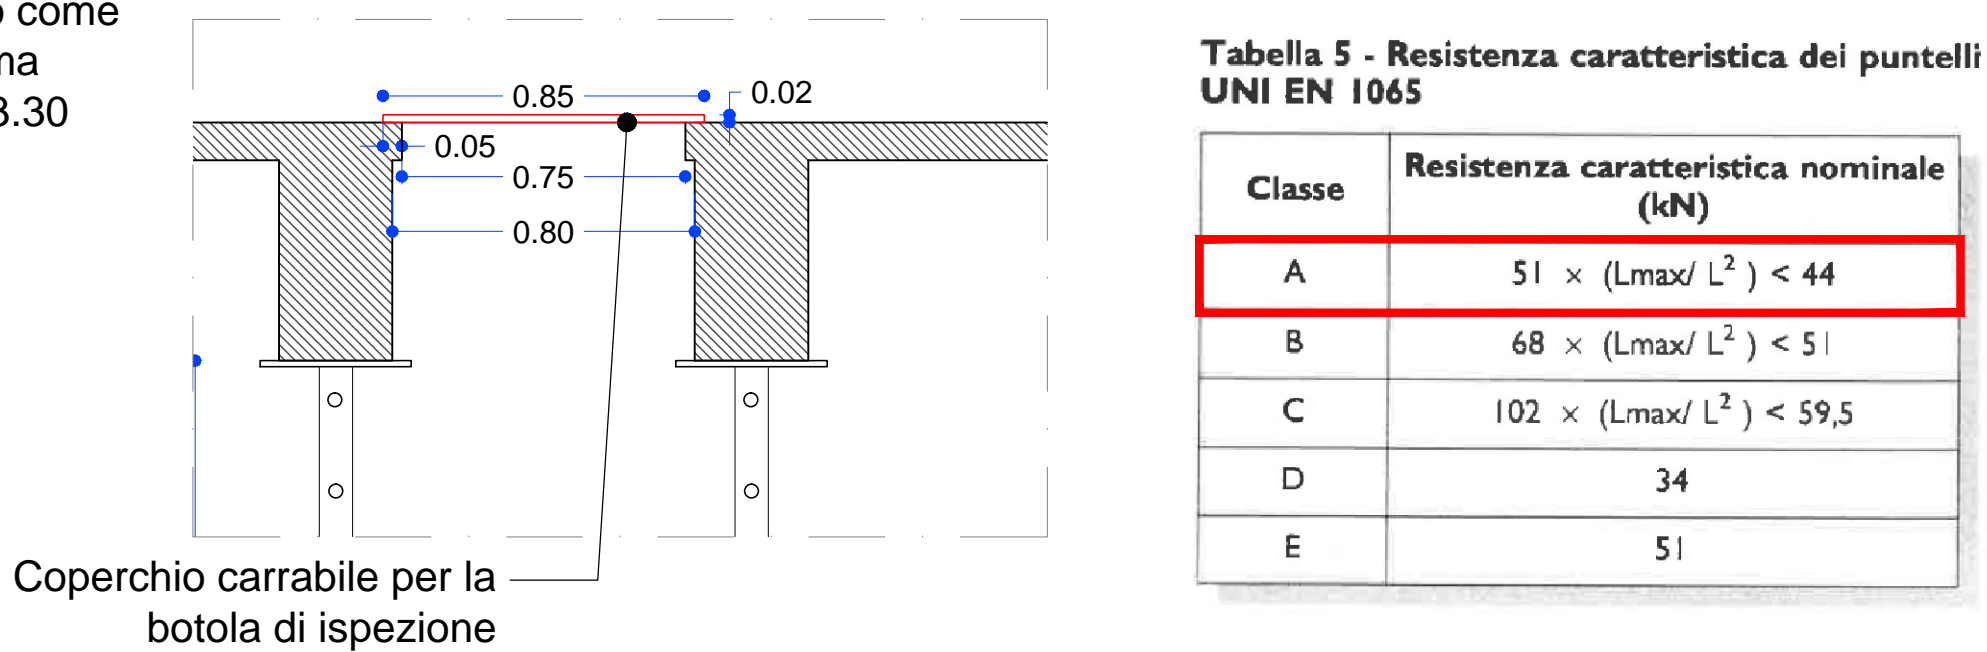 o come
ma
3.30
0.85
0.02
0.05
0.75
0.80
Coperchio carrabile per la
botola di ispezione
Tabella 5 - Resistenza caratteristica dei puntelli
UNI EN 1065
Classe
Resistenza caratteristica nominale
(kN)
A 51 × (Lmax/ L² ) < 44
B 68 × (Lmax/ L² ) < 51
C 102 × (Lmax/ L² ) < 59,5
D 34
E 51